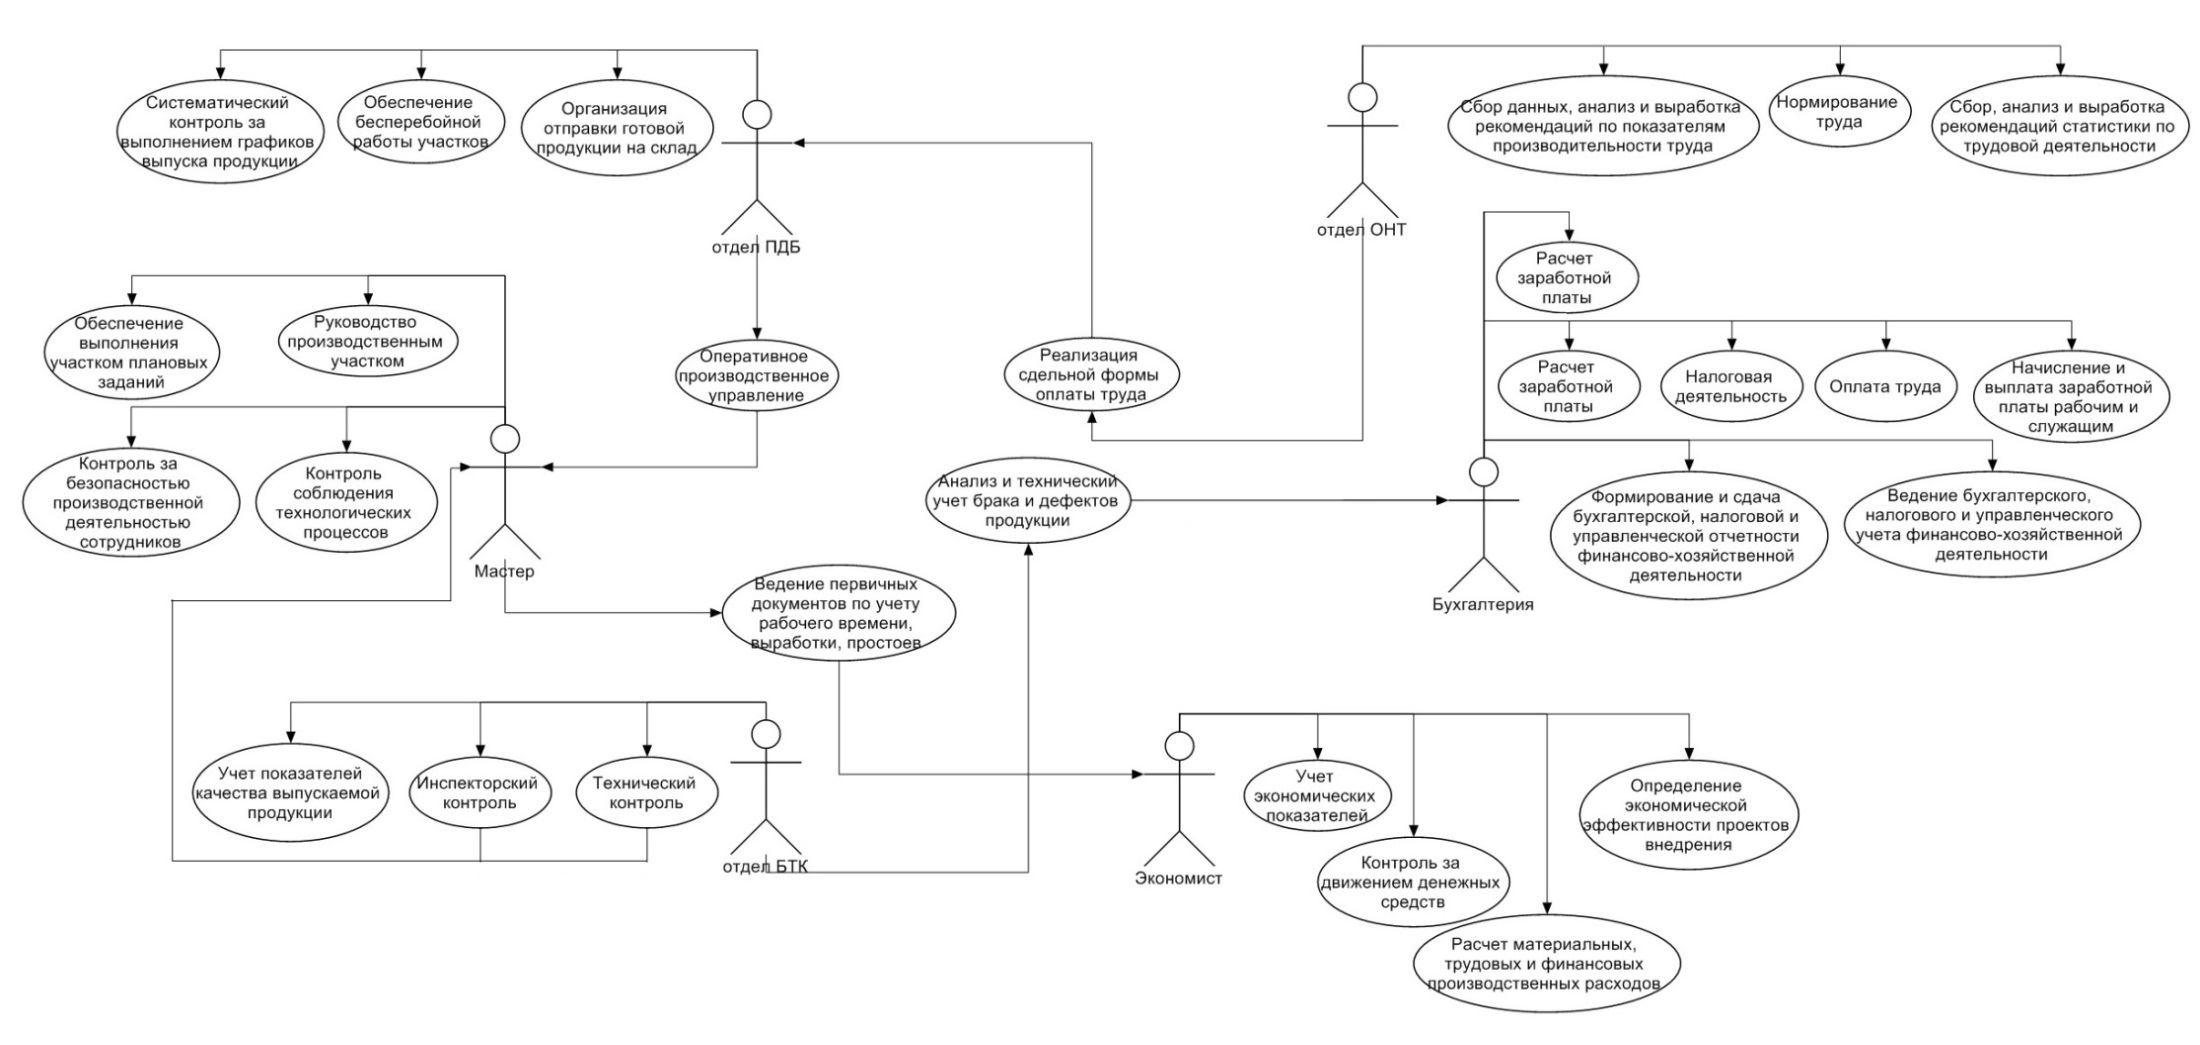 Систематический
контроль за
выполнением графиков
выпуска продукции
Обеспечение
бесперебойной
работы участков
Организация
отправки готовой
продукции на склад
отдел ПДБ
Сбор данных, анализ и выработка
рекомендаций по показателям
производительности труда
Нормирование
труда
Сбор, анализ и выработка
рекомендаций статистики по
трудовой деятельности
отдел ОНТ
Обеспечение
выполнения
участком плановых
заданий
Руководство
производственным
участком
Оперативное
производственное
управление
Реализация
сдельной формы
оплаты труда
Расчет
заработной
платы
Расчет
заработной
платы
Налоговая
деятельность
Оплата труда
Начисление и
выплата заработной
платы рабочим и
служащим
Контроль за
безопасностью
производственной
деятельностью
сотрудников
Контроль
соблюдения
технологических
процессов
Мастер
Анализ и технический
учет брака и дефектов
продукции
Формирование и сдача
бухгалтерской, налоговой и
управленческой отчетности
финансово-хозяйственной
деятельности
Ведение бухгалтерского,
налогового и управленческого
учета финансово-хозяйственной
деятельности
Бухгалтерия
Ведение первичных
документов по учету
рабочего времени,
выработки, простоев
Учет показателей
качества выпускаемой
продукции
Инспекторский
контроль
Технический
контроль
отдел БТК
Экономист
Учет
экономических
показателей
Контроль за
движением денежных
средств
Расчет материальных,
трудовых и финансовых
производственных расходов
Определение
экономической
эффективности проектов
внедрения